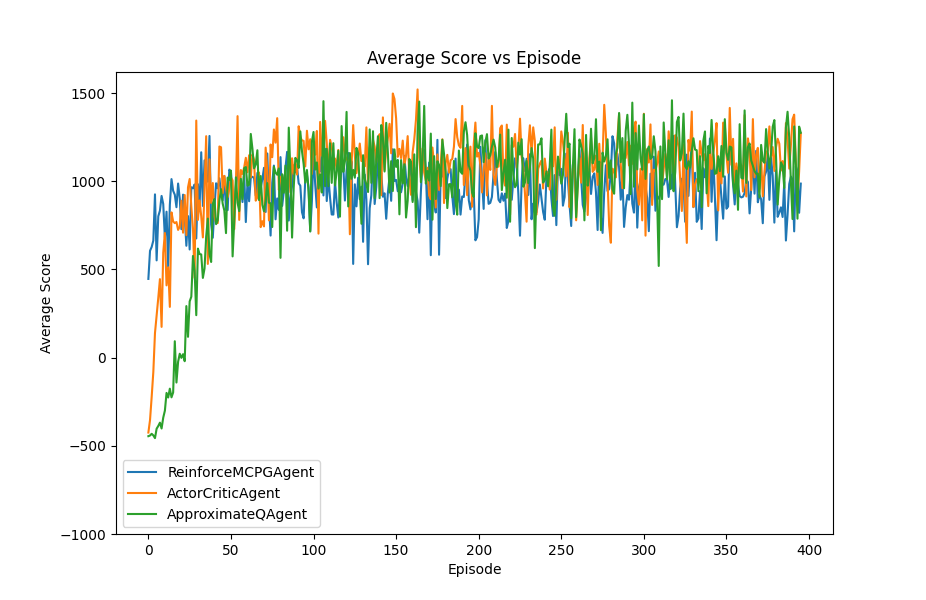 Average Score vs Episode
1500
1000
500
0
−500
−1000
Average Score
ReinforceMCPGAgent
ActorCriticAgent
ApproximateQAgent
0 50 100 150 200 250 300 350 400
Episode